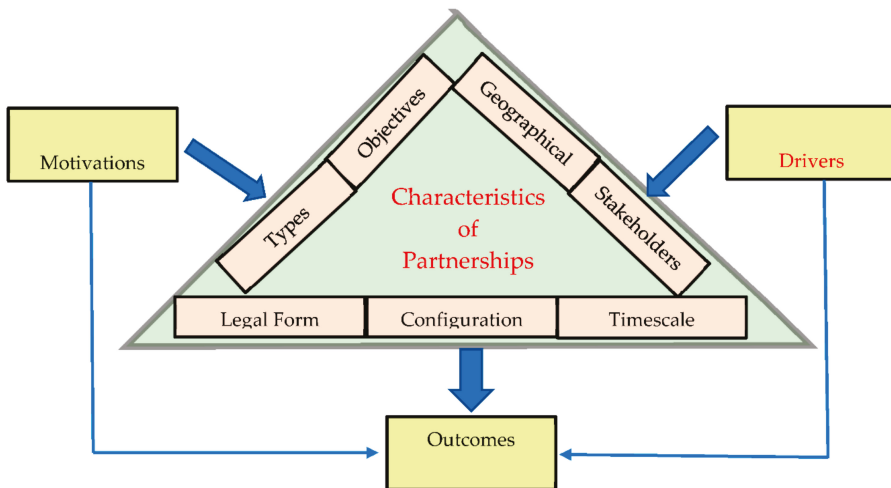 Motivations
Objectives
Types
Geographical
Stakeholders
Drivers
Characteristics
of
Partnerships
Legal Form
Configuration
Timescale
Outcomes